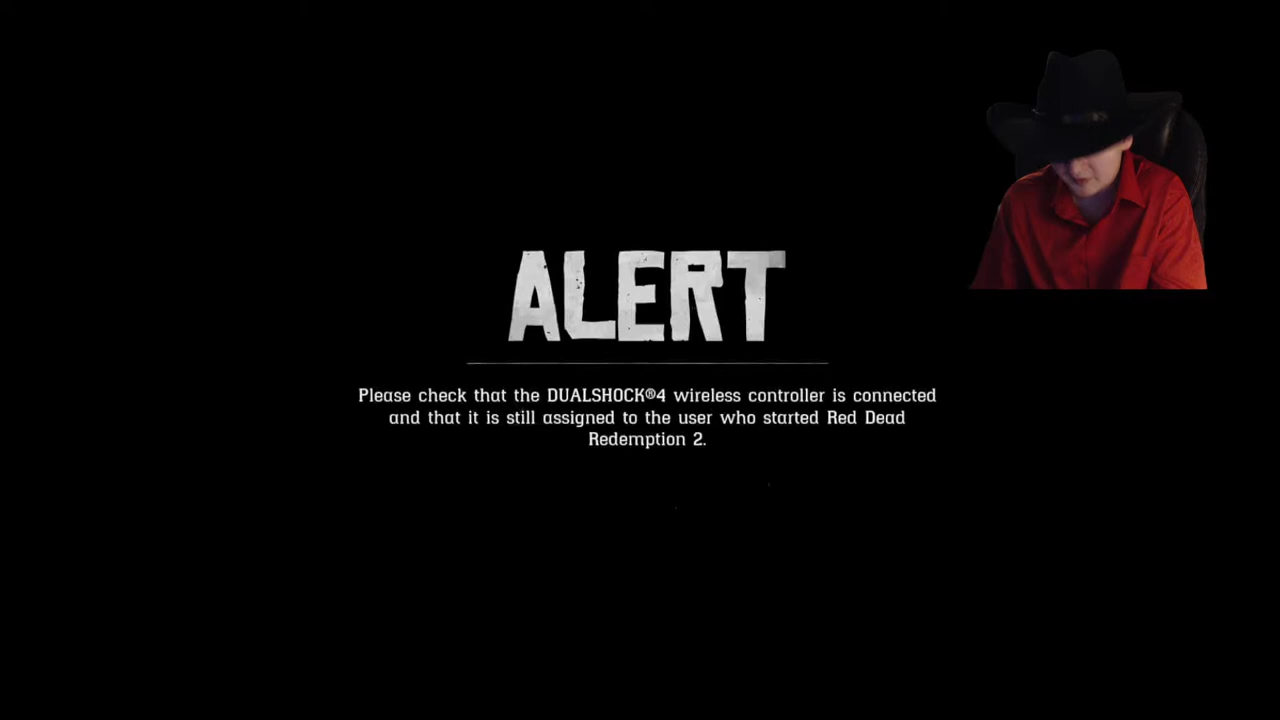 ALERT
Please check that the DUALSHOCK®4 wireless controller is connected
and that it is still assigned to the user who started Red Dead
Redemption 2.